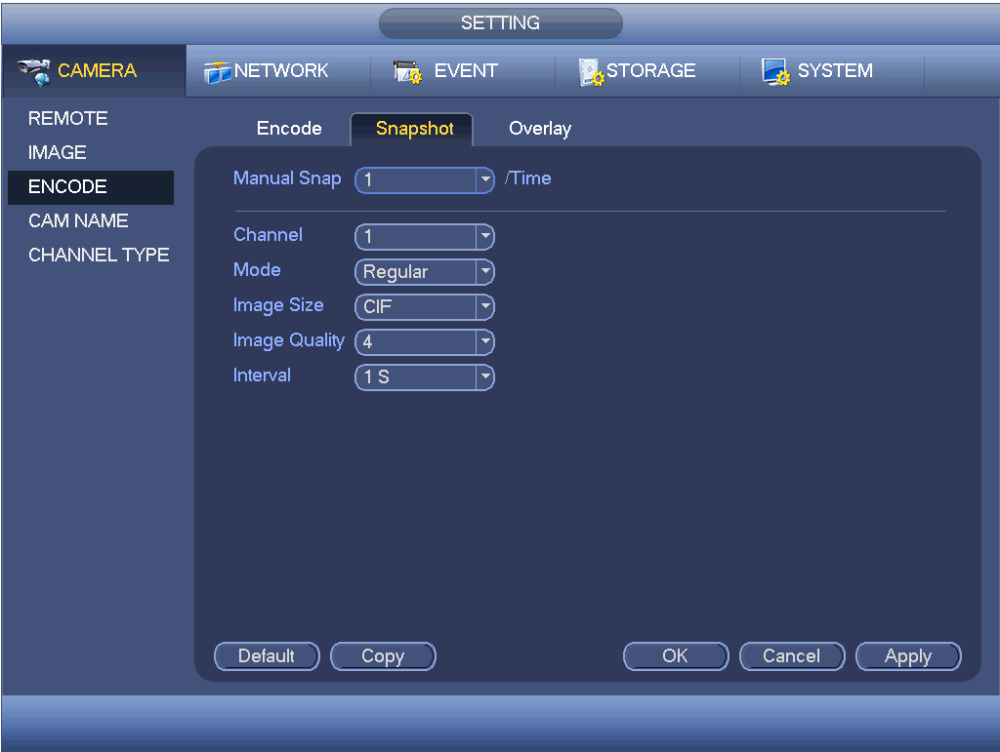 SETTING
CAMERA NETWORK EVENT STORAGE SYSTEM
REMOTE
IMAGE
ENCODE
CAM NAME
CHANNEL TYPE
Encode Snapshot Overlay
Manual Snap 1 /Time
Channel 1
Mode Regular
Image Size CIF
Image Quality 4
Interval 1 S
Default Copy OK Cancel Apply